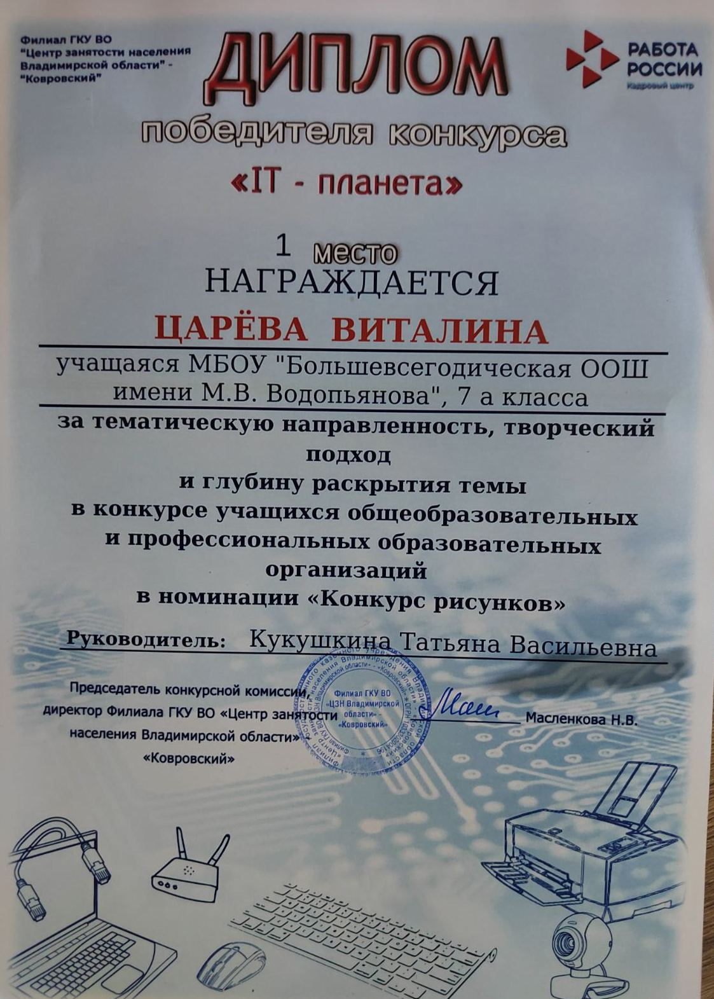 Филиал ГКУ ВО
"Центр занятости населения
Владимирской области" -
"Ковровский"
РАБОТА
РОССИИ
Кадровый центр
ДИПЛОМ
победителя конкурса
«IT - планета»
1 место
НАГРАЖДАЕТСЯ
ЦАРЁВА ВИТАЛИНА
учащаяся МБОУ "Большевсегодическая ООШ
имени М.В. Водопьянова", 7 а класса
за тематическую направленность, творческий
подход
и глубину раскрытия темы
в конкурсе учащихся общеобразовательных
и профессиональных образовательных
организаций
в номинации «Конкурс рисунков»
Руководитель: Кукушкина Татьяна Васильевна
Председатель конкурсной комиссии,
директор Филиала ГКУ ВО «Центр занятости
населения Владимирской области» -
«Ковровский»
Филиал ГКУ ВО
«ЦЗН Владимирской
области» -
«Ковровский»
Масленкова Н.В.